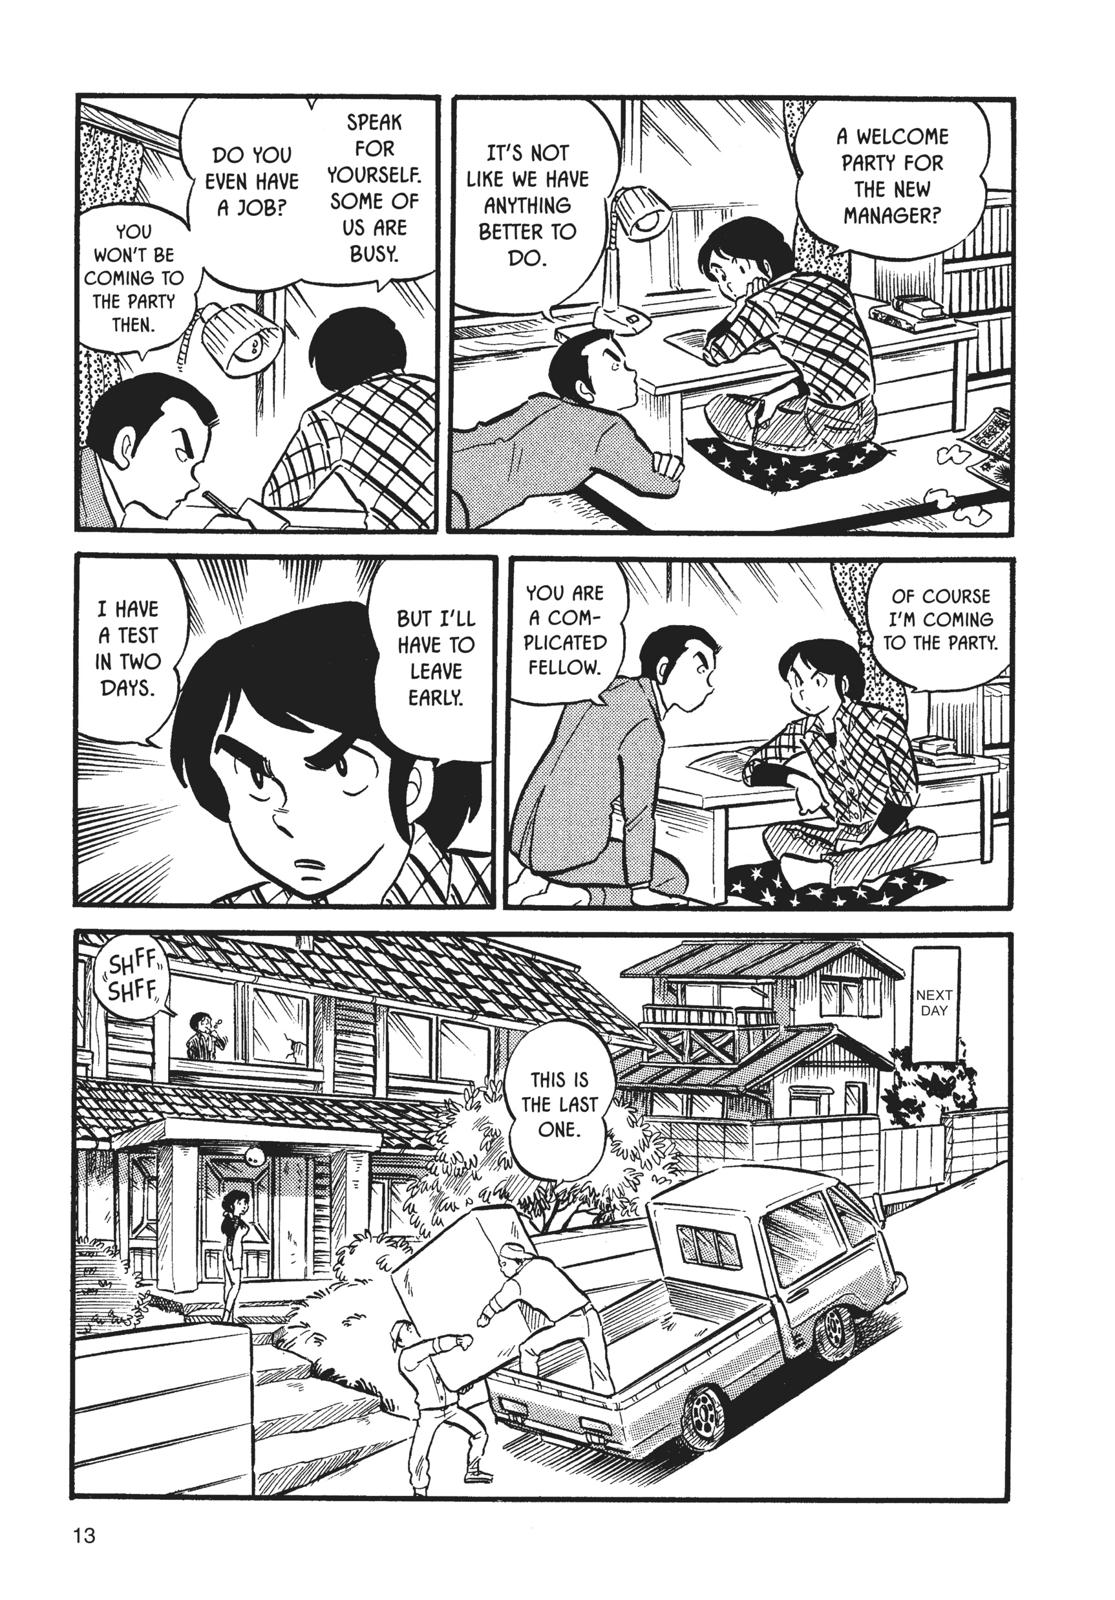 A WELCOME
PARTY FOR
THE NEW
MANAGER?
IT'S NOT
LIKE WE HAVE
ANYTHING
BETTER TO
DO.
SPEAK
FOR
YOURSELF.
SOME OF
US ARE
BUSY.
DO YOU
EVEN HAVE
A JOB?
YOU
WON'T BE
COMING TO
THE PARTY
THEN.
OF COURSE
I'M COMING
TO THE PARTY.
YOU ARE
A COM-
PLICATED
FELLOW.
BUT I'LL
HAVE TO
LEAVE
EARLY.
I HAVE
A TEST
IN TWO
DAYS.
NEXT
DAY
THIS IS
THE LAST
ONE.
SHFF
SHFF
13